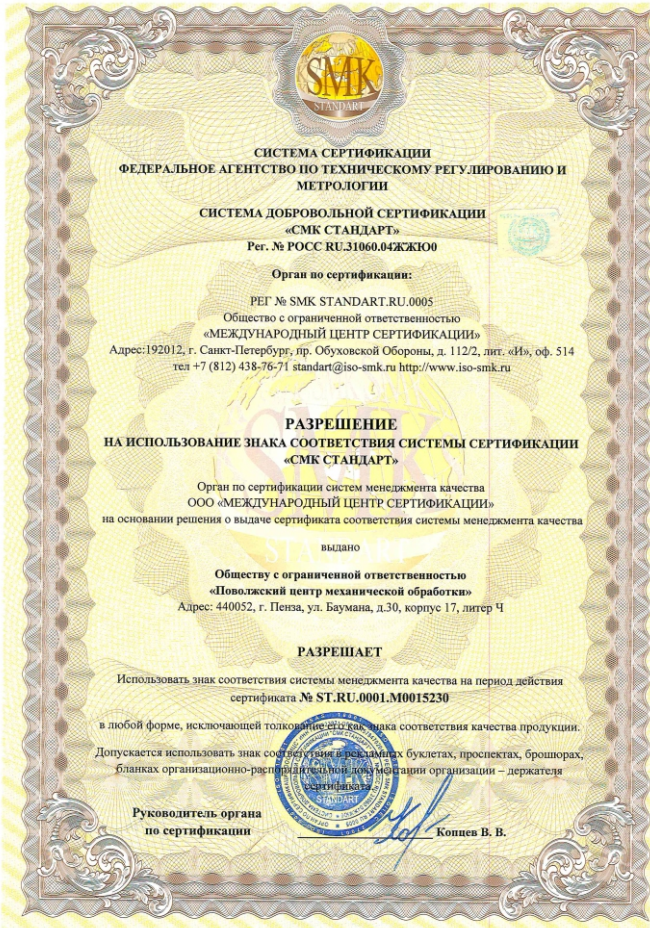 SMK
STANDART
СИСТЕМА СЕРТИФИКАЦИИ
ФЕДЕРАЛЬНОЕ АГЕНТСТВО ПО ТЕХНИЧЕСКОМУ РЕГУЛИРОВАНИЮ И
МЕТРОЛОГИИ
СИСТЕМА ДОБРОВОЛЬНОЙ СЕРТИФИКАЦИИ
«СМК СТАНДАРТ»
Рег. № РОСС RU.31060.04ЖЖЮ0
Орган по сертификации:
РЕГ № SMK STANDART.RU.0005
Общество с ограниченной ответственностью
«МЕЖДУНАРОДНЫЙ ЦЕНТР СЕРТИФИКАЦИИ»
Адрес:192012, г. Санкт-Петербург, пр. Обуховской Обороны, д. 112/2, лит. «И», оф. 514
тел +7 (812) 438-76-71 standart@iso-smk.ru http://www.iso-smk.ru
РАЗРЕШЕНИЕ
НА ИСПОЛЬЗОВАНИЕ ЗНАКА СООТВЕТСТВИЯ СИСТЕМЫ СЕРТИФИКАЦИИ
«СМК СТАНДАРТ»
Орган по сертификации систем менеджмента качества
ООО «МЕЖДУНАРОДНЫЙ ЦЕНТР СЕРТИФИКАЦИИ»
на основании решения о выдаче сертификата соответствия системы менеджмента качества
выдано
Обществу с ограниченной ответственностью
«Поволжский центр механической обработки»
Адрес: 440052, г. Пенза, ул. Баумана, д.30, корпус 17, литер Ч
РАЗРЕШАЕТ
Использовать знак соответствия системы менеджмента качества на период действия
сертификата № ST.RU.0001.M0015230
в любой форме, исключающей толкование его как знака соответствия качества продукции.
Допускается использовать знак соответствия в рекламных буклетах, проспектах, брошюрах,
бланках организационно-распорядительной документации организации – держателя
сертификата.
SMK
STANDART
Руководитель органа
по сертификации
Копцев В. В.